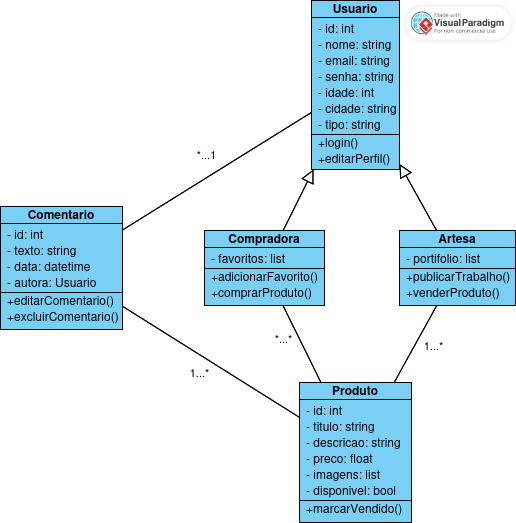 Usuario
- id: int
- nome: string
- email: string
- senha: string
- idade: int
- cidade: string
- tipo: string
+login()
+editarPerfil()
Made with
VisualParadigm
For non-commercial use
*...1
Comentario
- id: int
- texto: string
- data: datetime
- autora: Usuario
+editarComentario()
+excluirComentario()
Compradora
- favoritos: list
+adicionarFavorito()
+comprarProduto()
Artesa
- portifolio: list
+publicarTrabalho()
+venderProduto()
*...*
1...*
1...*
Produto
- id: int
- titulo: string
- descricao: string
- preco: float
- imagens: list
- disponivel: bool
+marcarVendido()